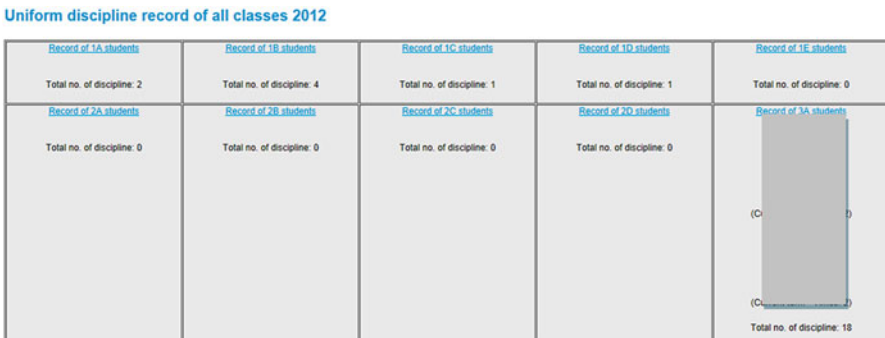 Uniform discipline record of all classes 2012
Record of 1A students
Total no. of discipline: 2
Record of 1B students
Total no. of discipline: 4
Record of 1C students
Total no. of discipline: 1
Record of 1D students
Total no. of discipline: 1
Record of 1E students
Total no. of discipline: 0
Record of 2A students
Total no. of discipline: 0
Record of 2B students
Total no. of discipline: 0
Record of 2C students
Total no. of discipline: 0
Record of 2D students
Total no. of discipline: 0
Record of 3A students
Total no. of discipline: 18